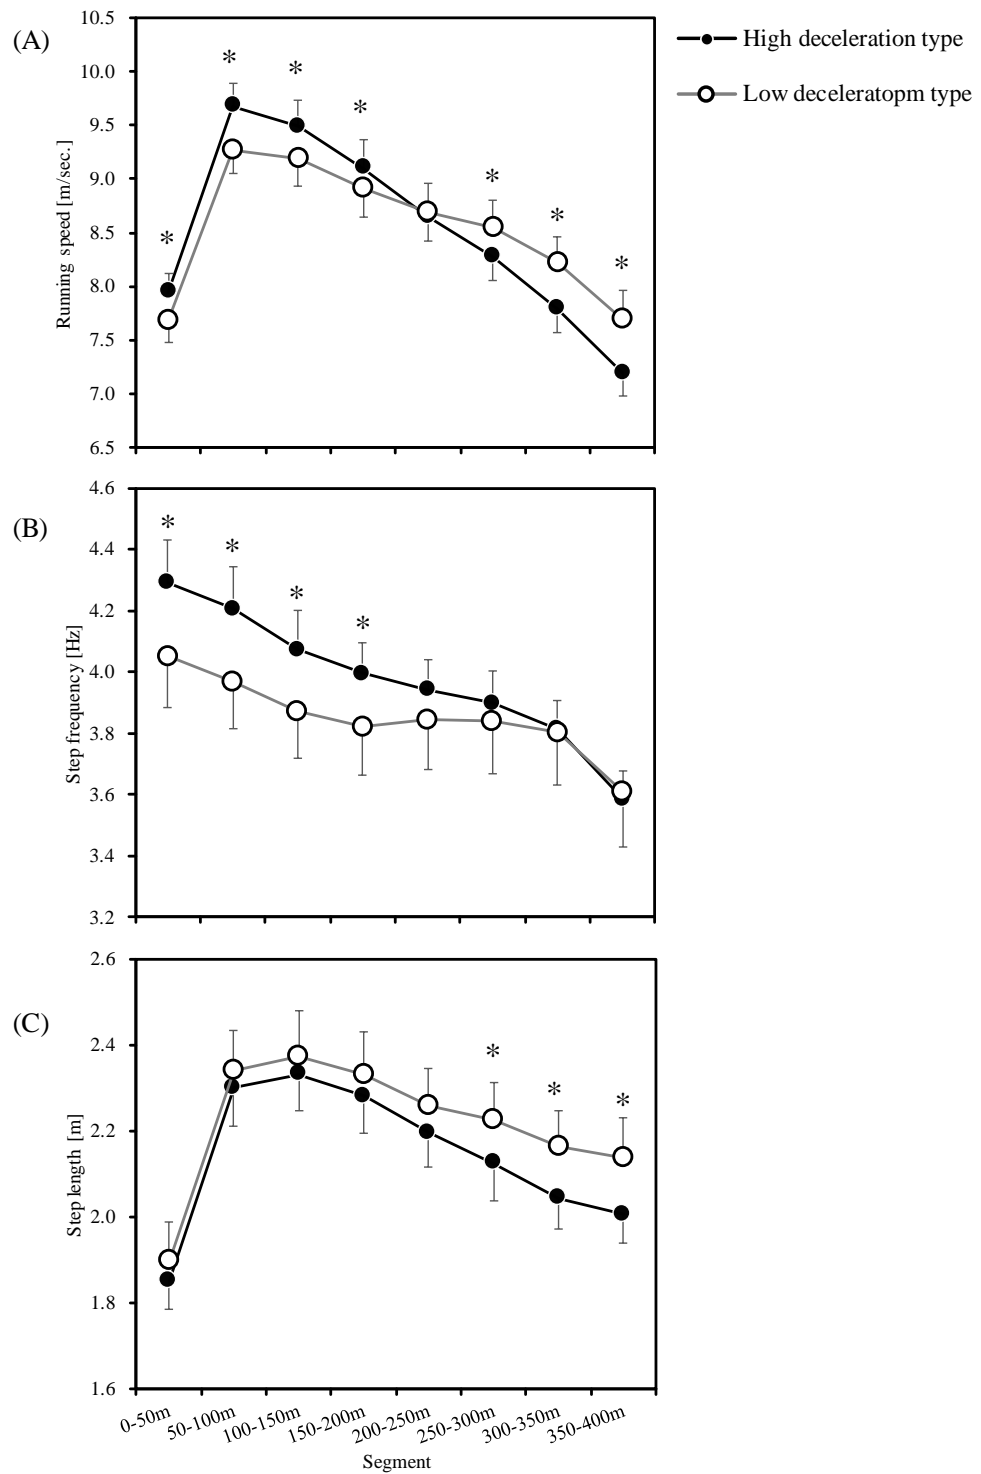 (A)
10.5
10.0
9.5
9.0
8.5
8.0
7.5
7.0
6.5
Running speed [m/sec.]
*
*
*
*
*
*
*
High deceleration type
Low deceleratopm type
(B)
4.6
4.4
4.2
4.0
3.8
3.6
3.4
3.2
Step frequency [Hz]
*
*
*
*
(C)
2.6
2.4
2.2
2.0
1.8
1.6
Step length [m]
*
*
*
0-50m
50-100m
100-150m
150-200m
200-250m
250-300m
300-350m
350-400m
Segment